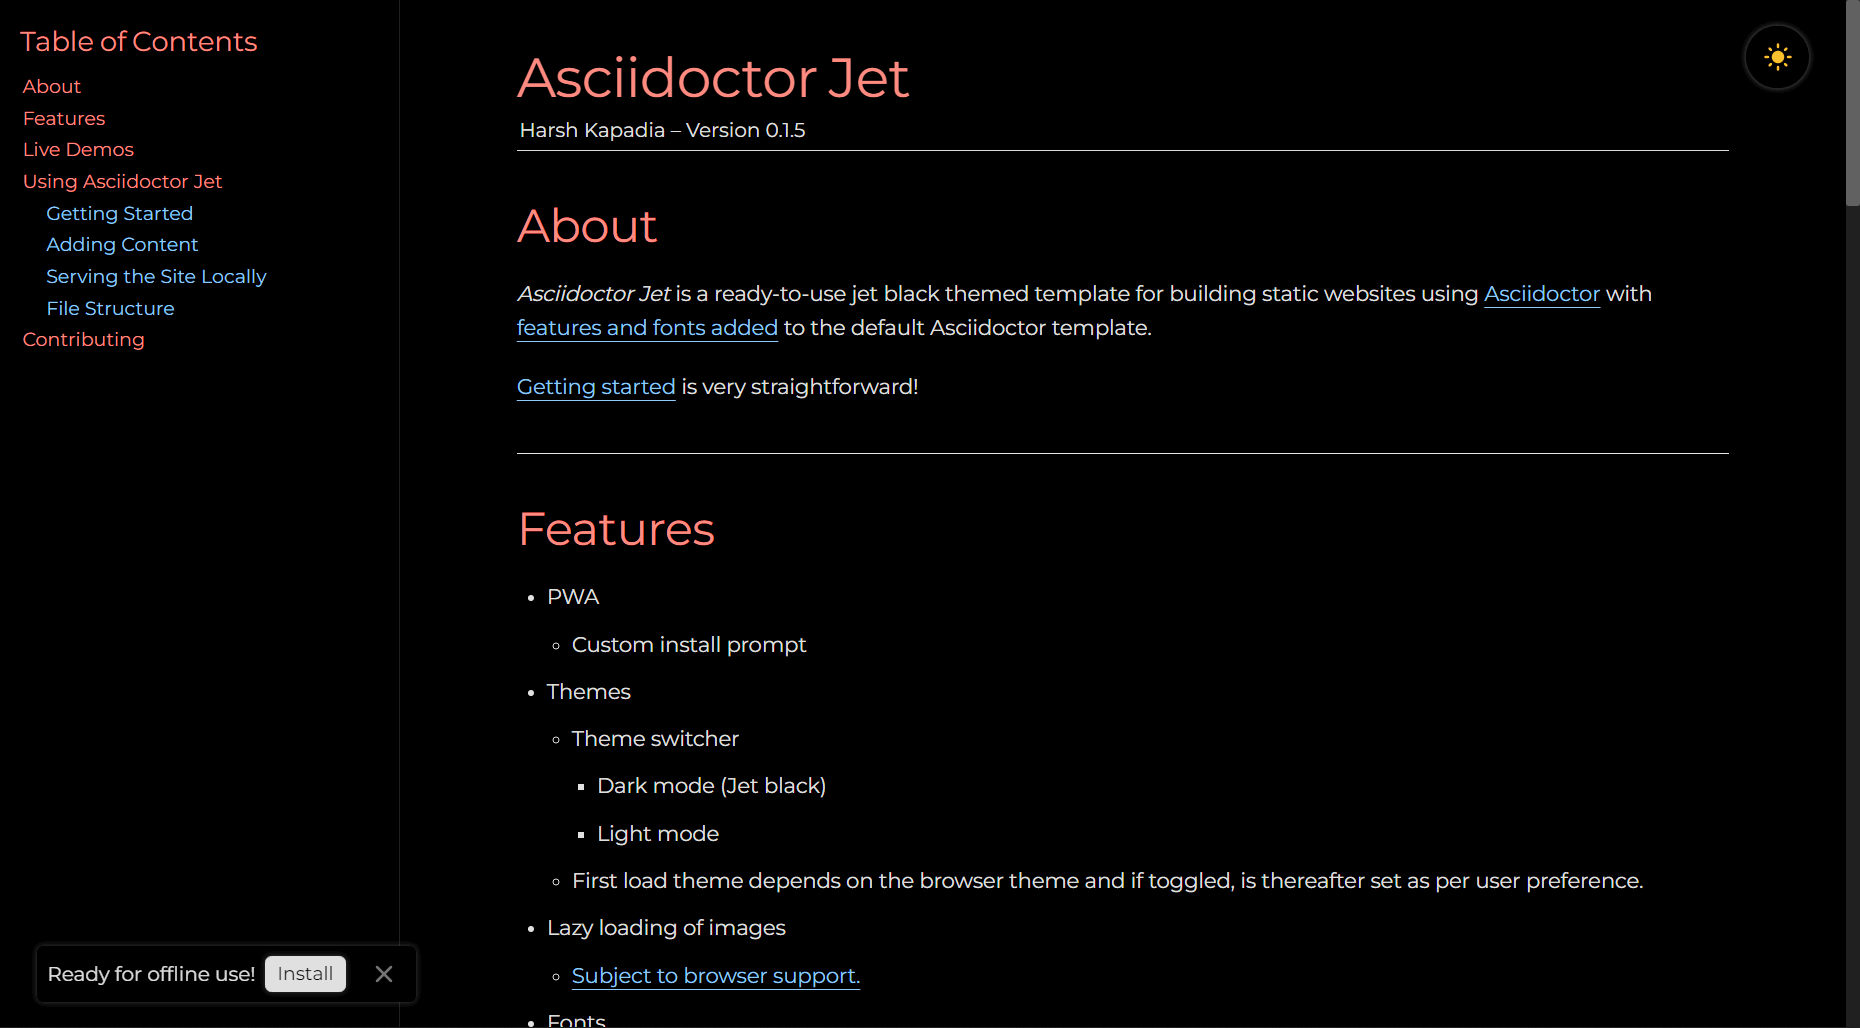 Table of Contents
About
Features
Live Demos
Using Asciidoctor Jet
Getting Started
Adding Content
Serving the Site Locally
File Structure
Contributing
Asciidoctor Jet
Harsh Kapadia – Version 0.1.5
About
Asciidoctor Jet is a ready-to-use jet black themed template for building static websites using Asciidoctor with
features and fonts added to the default Asciidoctor template.
Getting started is very straightforward!
Features
PWA
Custom install prompt
Themes
Theme switcher
Dark mode (Jet black)
Light mode
First load theme depends on the browser theme and if toggled, is thereafter set as per user preference.
Lazy loading of images
Subject to browser support.
Fonts
Ready for offline use! Install